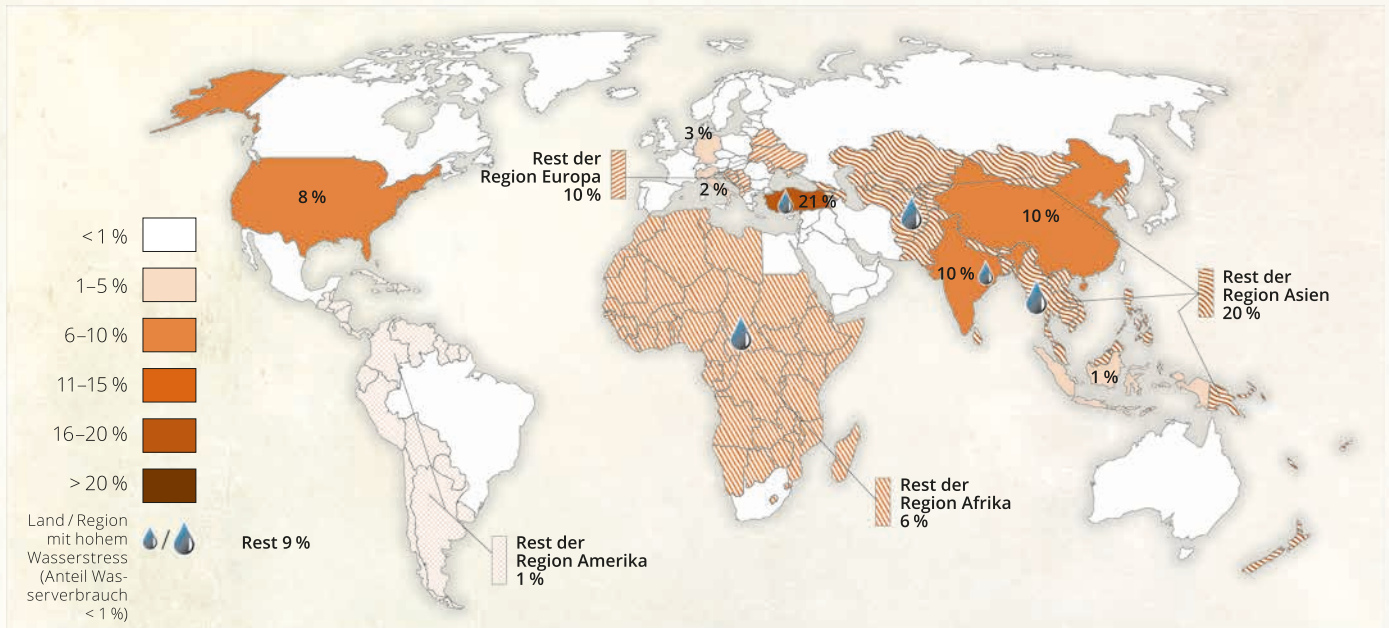 3 %
Rest der
Region Europa
10 %
2 %
21 %
8 %
10 %
10 %
Rest der
Region Asien
20 %
1 %
< 1 %
1–5 %
6–10 %
11–15 %
16–20 %
> 20 %
Land / Region
mit hohem
Wasserstress
(Anteil Was-
serverbrauch
< 1 %)
/
Rest 9 %
Rest der
Region Amerika
1 %
Rest der
Region Afrika
6 %